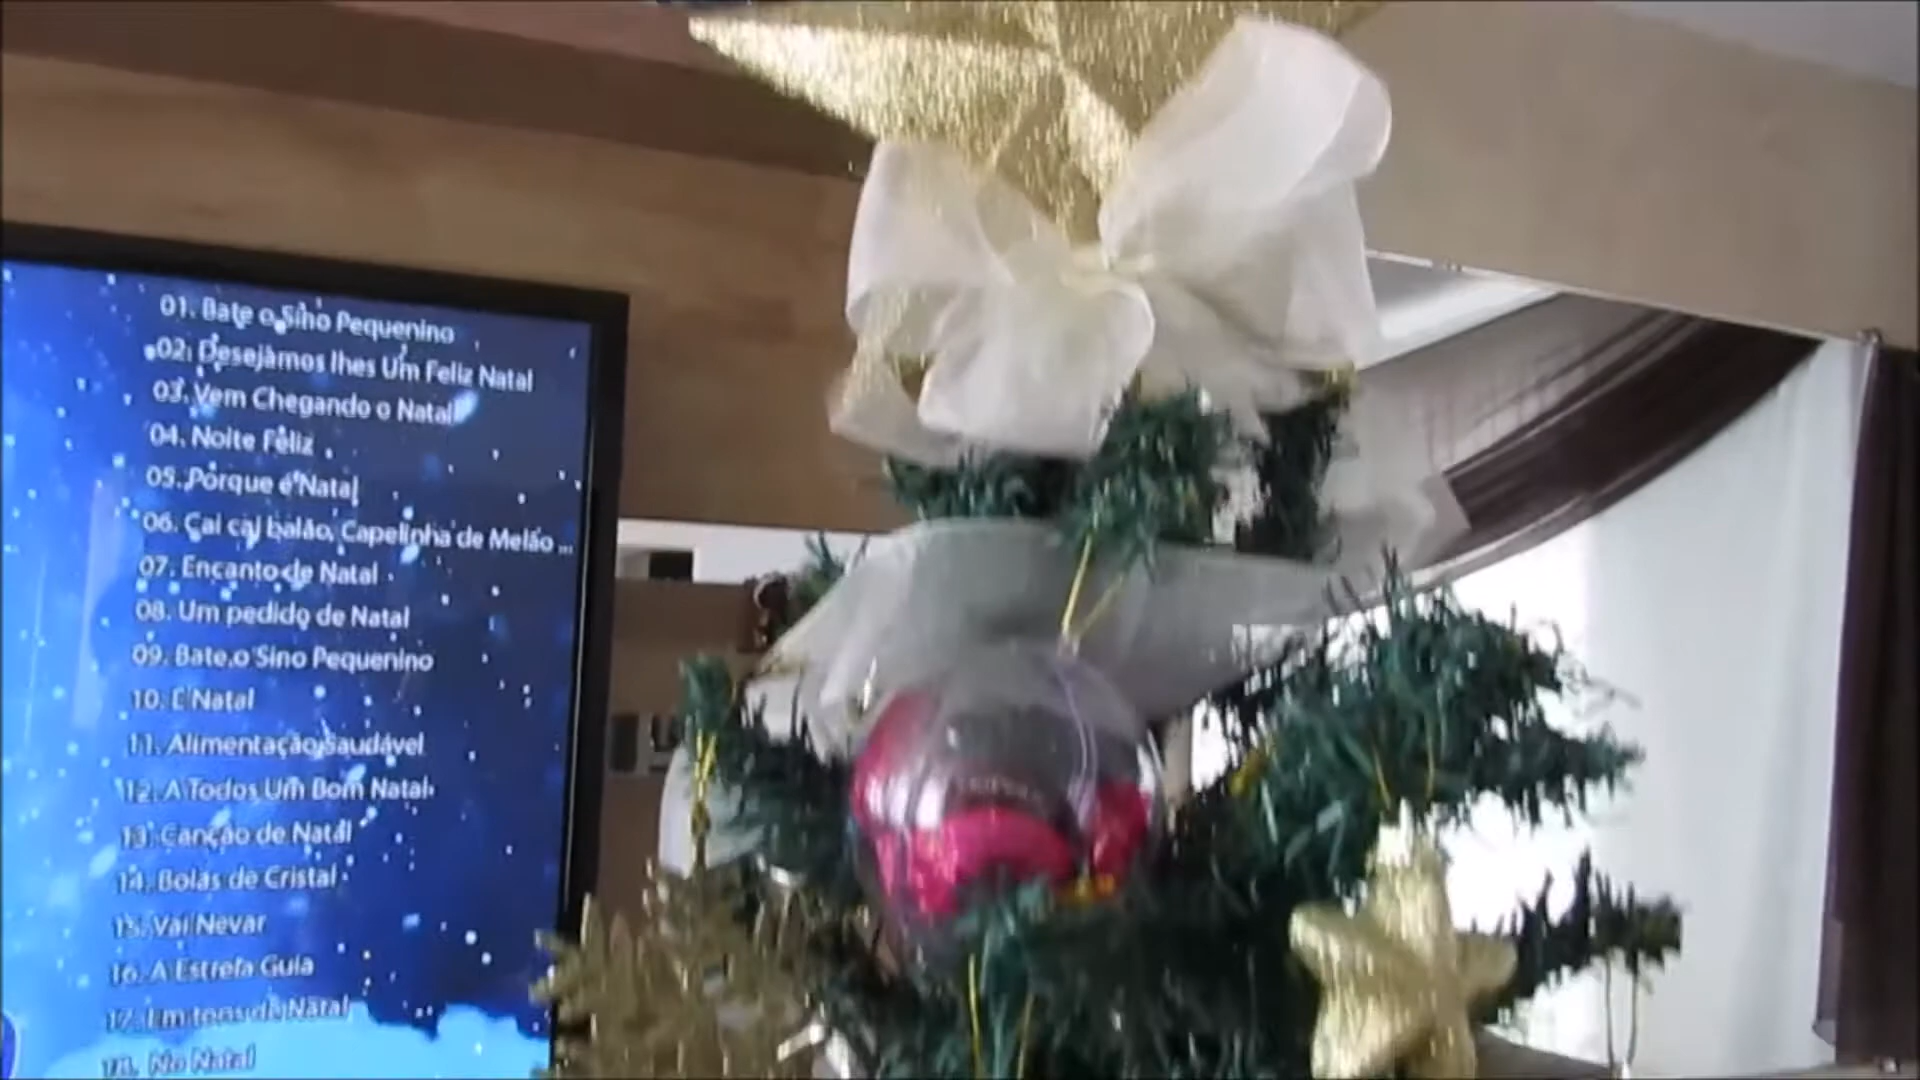 01. Bate o Sino Pequenino
02. Desejamos lhes Um Feliz Natal
03. Vem Chegando o Natal
04. Noite Feliz
05. Porque é Natal
06. Cai cai balão, Capelinha de Melão ...
07. Encanto de Natal
08. Um pedido de Natal
09. Bate o Sino Pequenino
10. É Natal
11. Alimentação Saudável
12. A Todos Um Bom Natal
13. Canção de Natal
14. Bolas de Cristal
15. Vai Nevar
16. A Estrela Guia
17. Em tons de Natal
18. No Natal